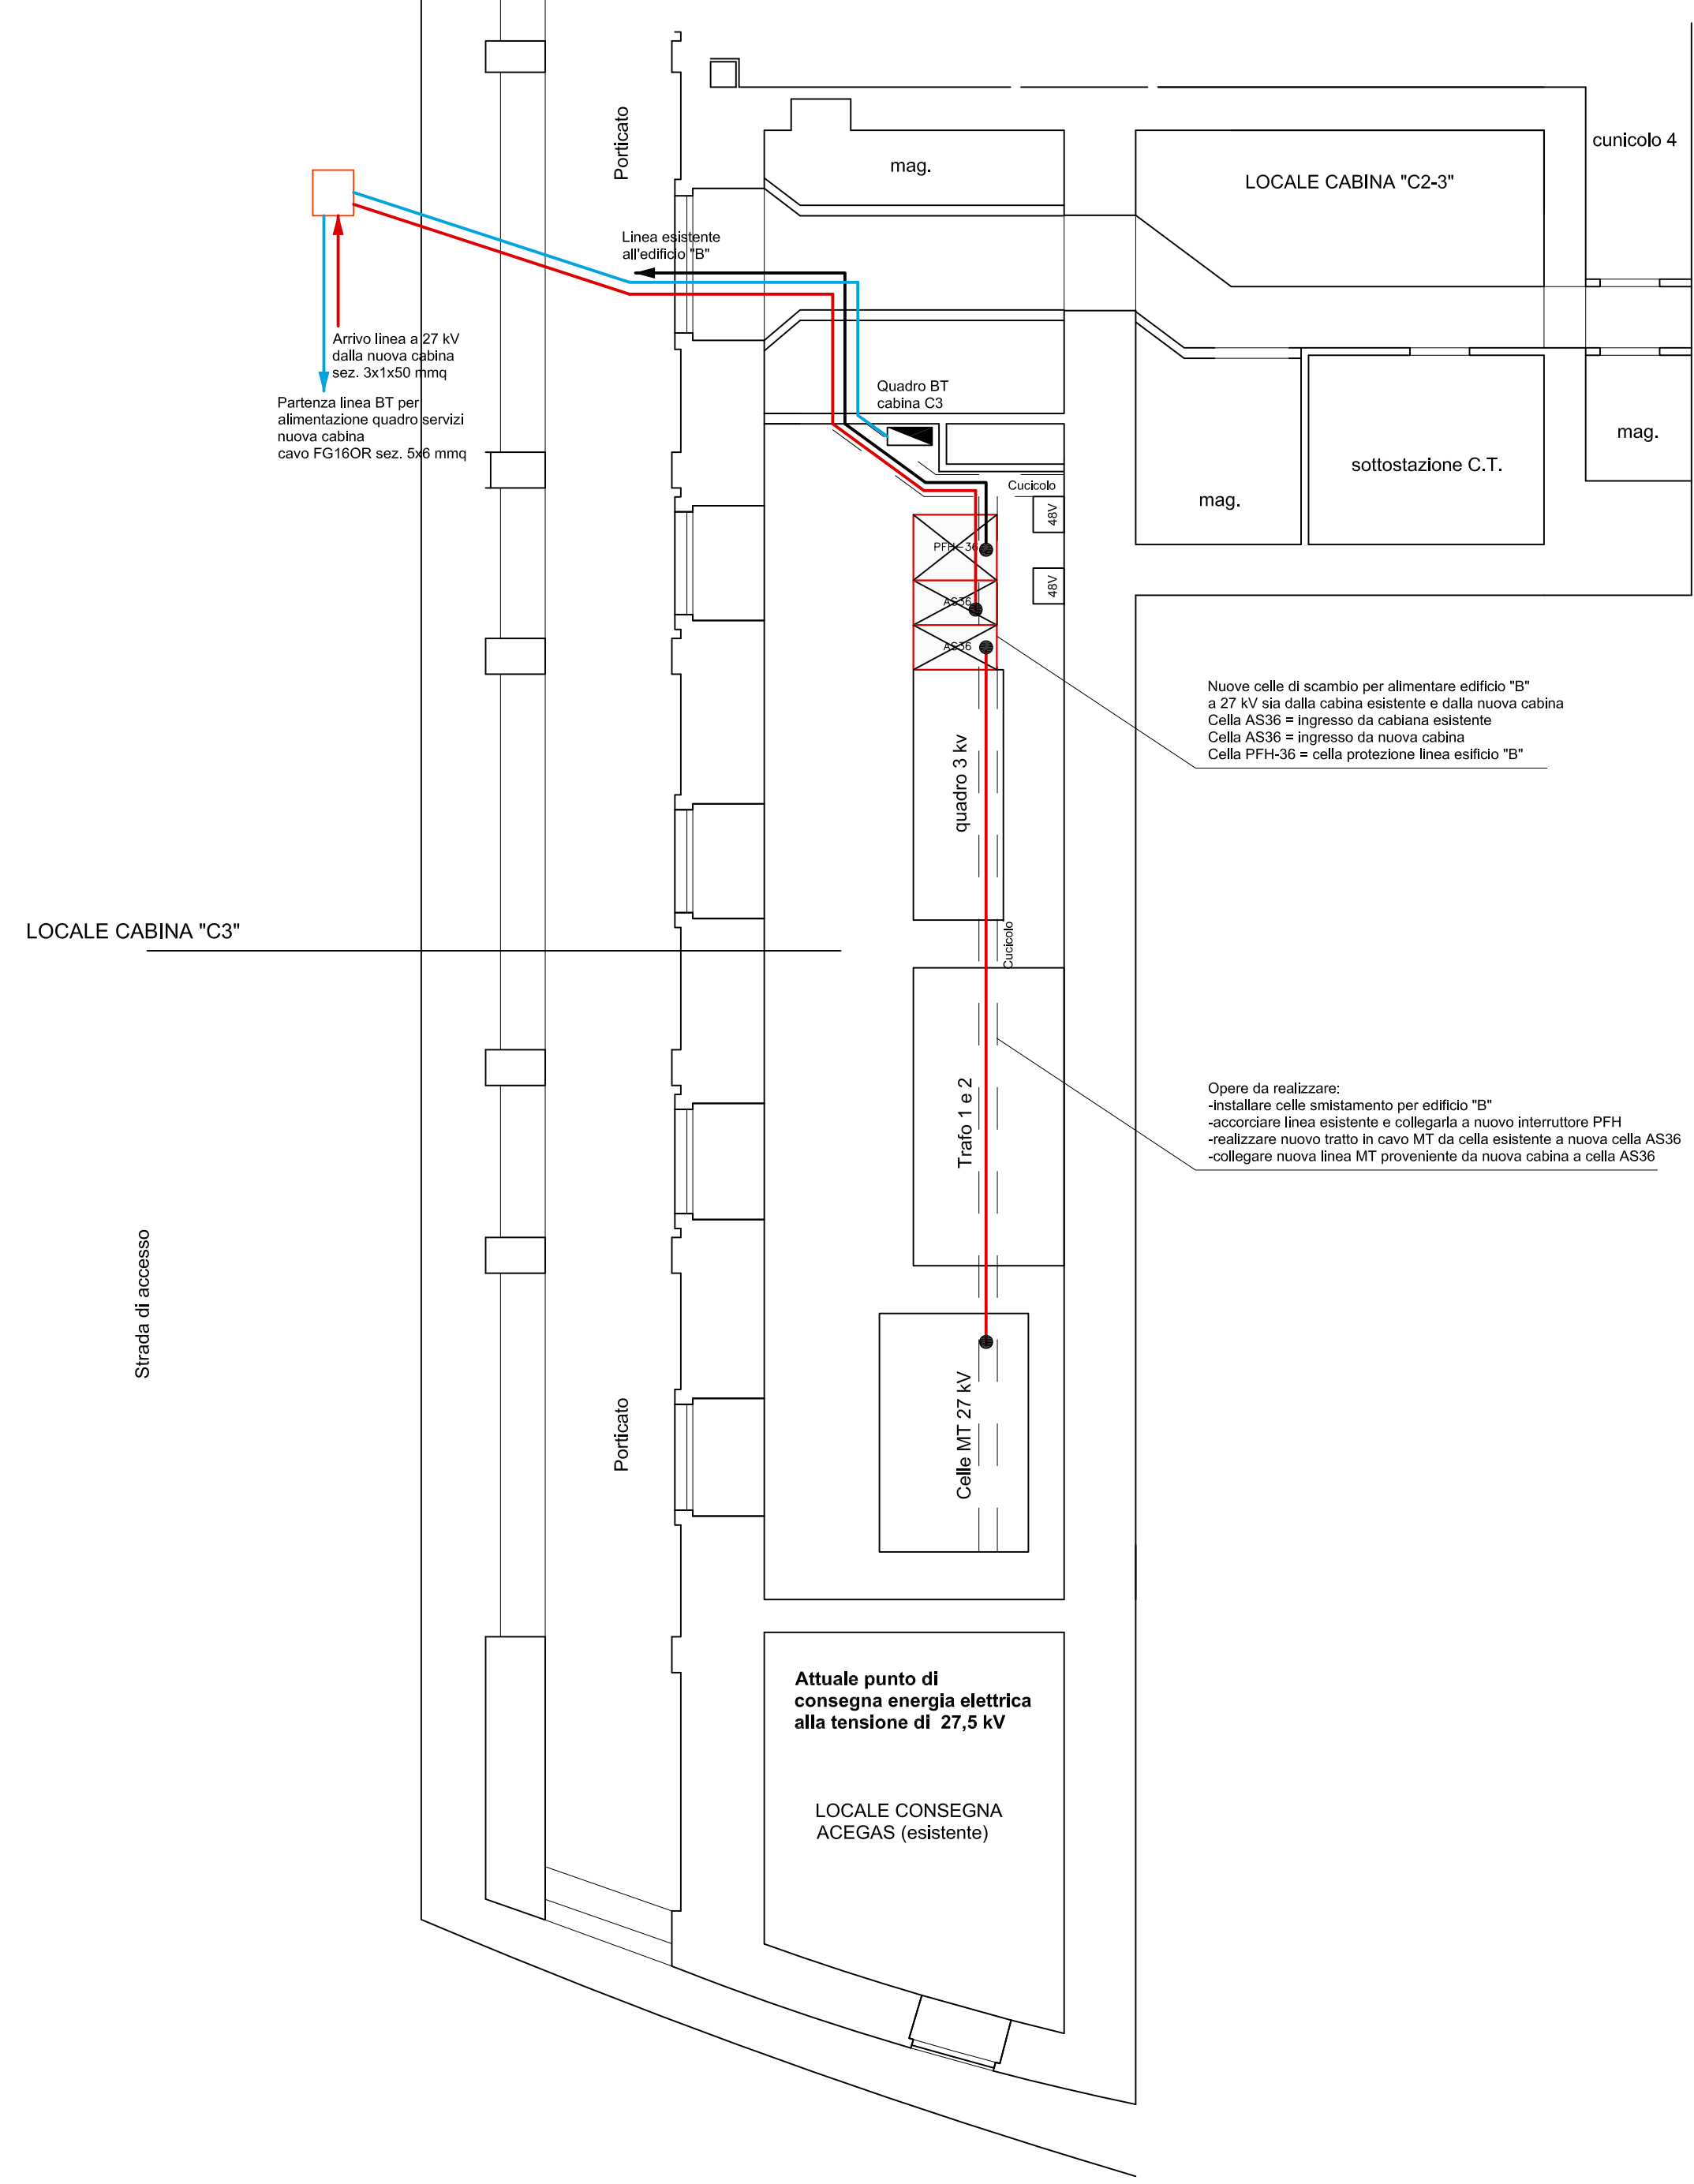 Porticato
mag.
LOCALE CABINA "C2-3"
cunicolo 4
Linea esistente
all'edificio "B"
Arrivo linea a 27 kV
dalla nuova cabina
sez. 3x1x50 mmq
Partenza linea BT per
alimentazione quadro servizi
nuova cabina
cavo FG16OR sez. 5x6 mmq
Quadro BT
cabina C3
mag.
sottostazione C.T.
mag.
Cucicolo
48V
48V
PFH-36
AS36
AS36
Nuove celle di scambio per alimentare edificio "B"
a 27 kV sia dalla cabina esistente e dalla nuova cabina
Cella AS36 = ingresso da cabiana esistente
Cella AS36 = ingresso da nuova cabina
Cella PFH-36 = cella protezione linea esificio "B"
quadro 3 kv
LOCALE CABINA "C3"
Cucicolo
Trafo 1 e 2
Opere da realizzare:
-installare celle smistamento per edificio "B"
-accorciare linea esistente e collegarla a nuovo interruttore PFH
-realizzare nuovo tratto in cavo MT da cella esistente a nuova cella AS36
-collegare nuova linea MT proveniente da nuova cabina a cella AS36
Strada di accesso
Porticato
Celle MT 27 kV
Attuale punto di
consegna energia elettrica
alla tensione di 27,5 kV
LOCALE CONSEGNA
ACEGAS (esistente)